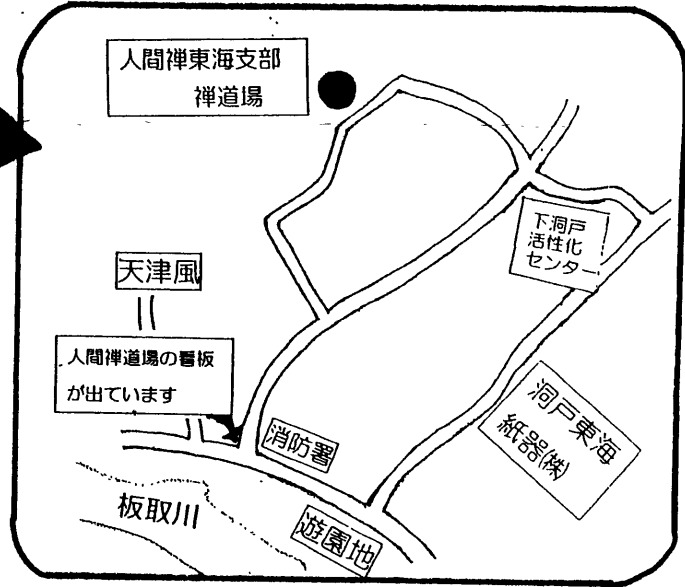 人間禅東海支部
禅道場
下洞戸
活性化
センター
天津風
人間禅道場の看板
が出ています
消防署
洞戸東海
紙器(株)
板取川
遊園地